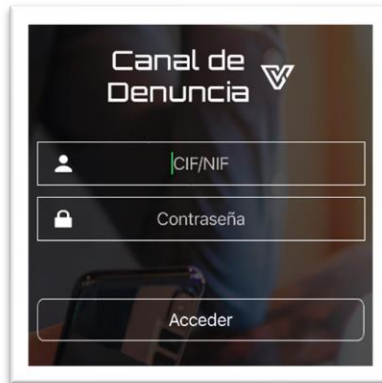 Canal de
Denuncia
CIF/NIF
Contraseña
Acceder